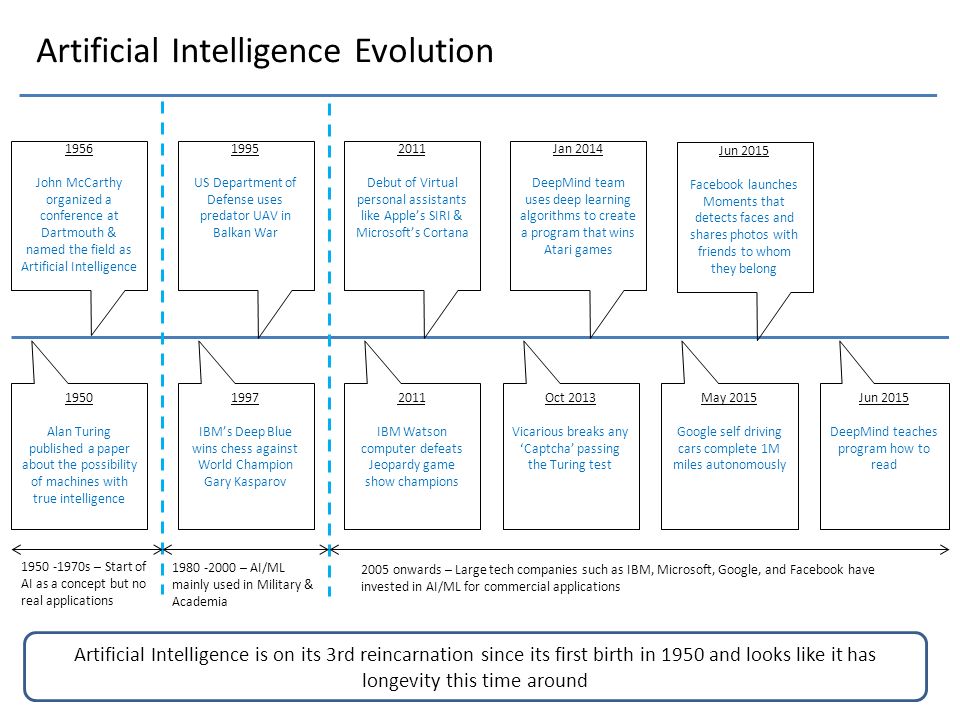 Artificial Intelligence Evolution
1956
John McCarthy
organized a
conference at
Dartmouth &
named the field as
Artificial Intelligence
1995
US Department of
Defense uses
predator UAV in
Balkan War
2011
Debut of Virtual
personal assistants
like Apple's SIRI &
Microsoft's Cortana
Jan 2014
DeepMind team
uses deep learning
algorithms to create
a program that wins
Atari games
Jun 2015
Facebook launches
Moments that
detects faces and
shares photos with
friends to whom
they belong
1950
Alan Turing
published a paper
about the possibility
of machines with
true intelligence
1997
IBM's Deep Blue
wins chess against
World Champion
Gary Kasparov
2011
IBM Watson
computer defeats
Jeopardy game
show champions
Oct 2013
Vicarious breaks any
‘Captcha’ passing
the Turing test
May 2015
Google self driving
cars complete 1M
miles autonomously
Jun 2015
DeepMind teaches
program how to
read
1950 -1970s – Start of
AI as a concept but no
real applications
1980 -2000 – AI/ML
mainly used in Military &
Academia
2005 onwards – Large tech companies such as IBM, Microsoft, Google, and Facebook have
invested in AI/ML for commercial applications
Artificial Intelligence is on its 3rd reincarnation since its first birth in 1950 and looks like it has
longevity this time around